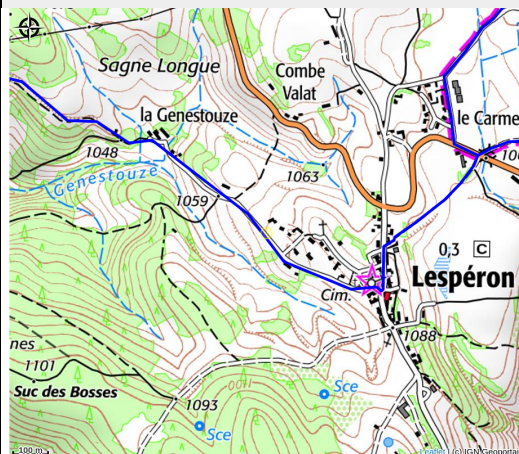 Sagne Longue
Combe
Valat
la Genestouze
le Carme
1048
Genestouze
1063
1059
0,3 C
Lespéron
Cim.
1088
nes
1101
Suc des Bosses
1100
1093
Sce
Sce
100 m
Leaflet | (c) IGN Geoportail